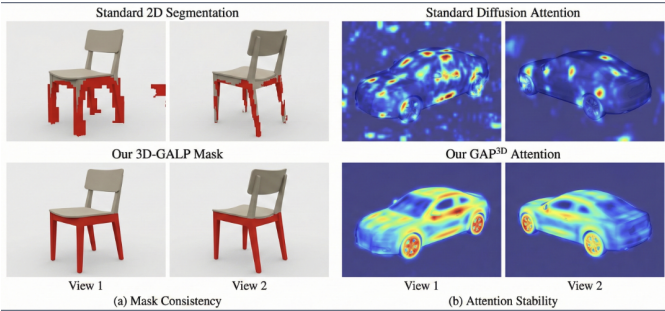 Standard 2D Segmentation
Standard Diffusion Attention
Our 3D-GALP Mask
Our GAP3D Attention
View 1
View 2
View 1
View 2
(a) Mask Consistency
(b) Attention Stability